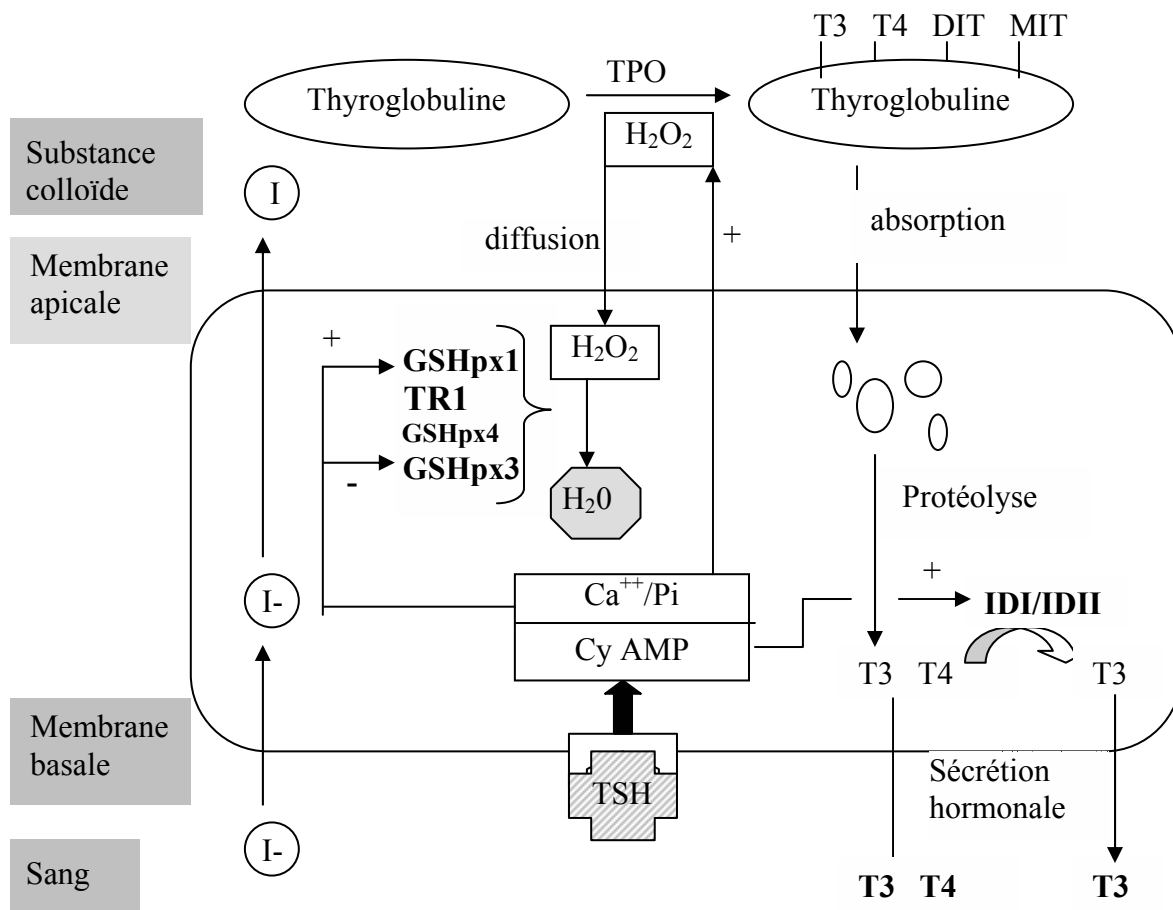 T3 T4 DIT MIT
TPO
Thyroglobuline
Thyroglobuline
H₂O₂
Substance
colloïde
I
diffusion
+
absorption
Membrane
apicale
+
H₂O₂
GSHpx1
TR1
GSHpx4
GSHpx3
-
H₂0
Protéolyse
I-
Ca⁺⁺/Pi
Cy AMP
+
IDI/IDII
T3 T4
T3
Membrane
basale
TSH
Sécrétion
hormonale
I-
Sang
T3 T4
T3